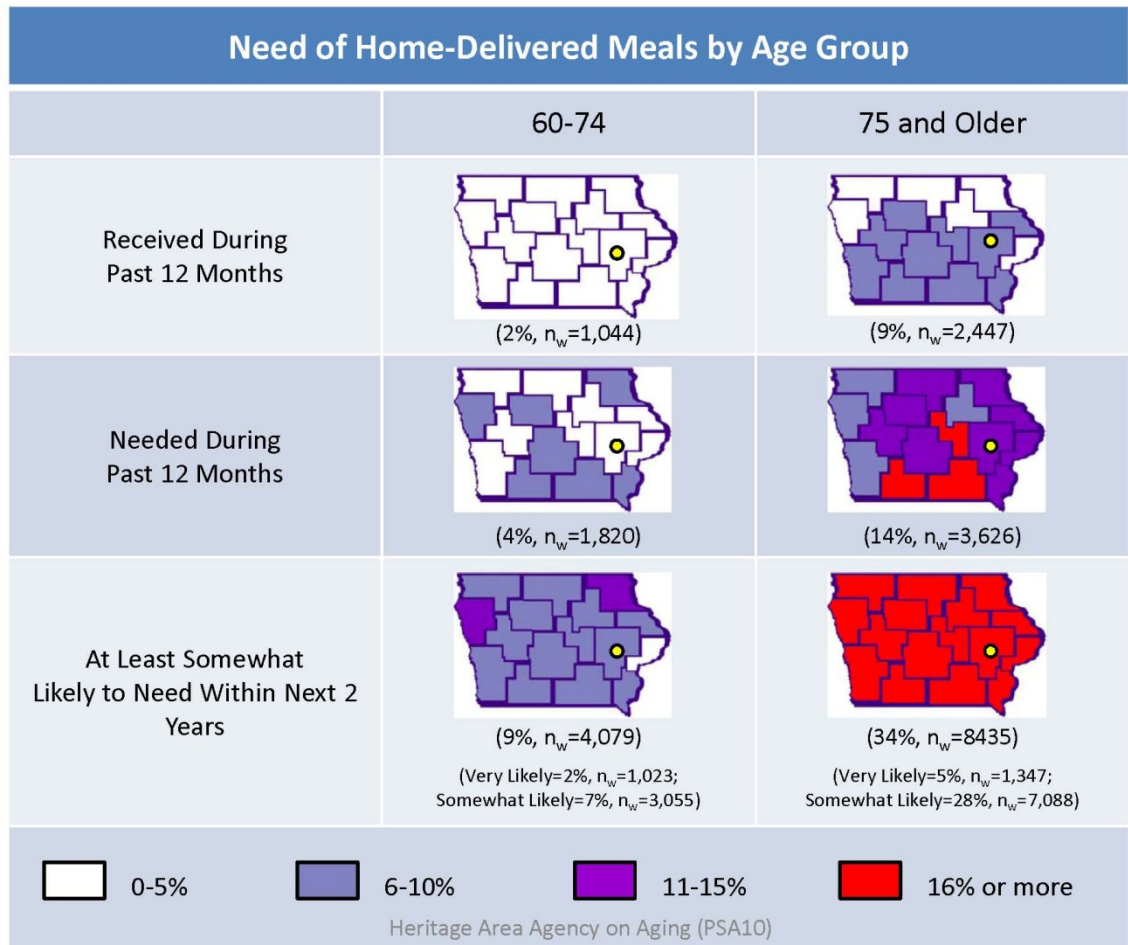 Need of Home-Delivered Meals by Age Group
60-74
75 and Older
Received During
Past 12 Months
(2%, nw=1,044)
(9%, nw=2,447)
Needed During
Past 12 Months
(4%, nw=1,820)
(14%, nw=3,626)
At Least Somewhat
Likely to Need Within Next 2
Years
(9%, nw=4,079)
(Very Likely=2%, nw=1,023;
Somewhat Likely=7%, nw=3,055)
(34%, nw=8435)
(Very Likely=5%, nw=1,347;
Somewhat Likely=28%, nw=7,088)
0-5%
6-10%
11-15%
16% or more
Heritage Area Agency on Aging (PSA10)